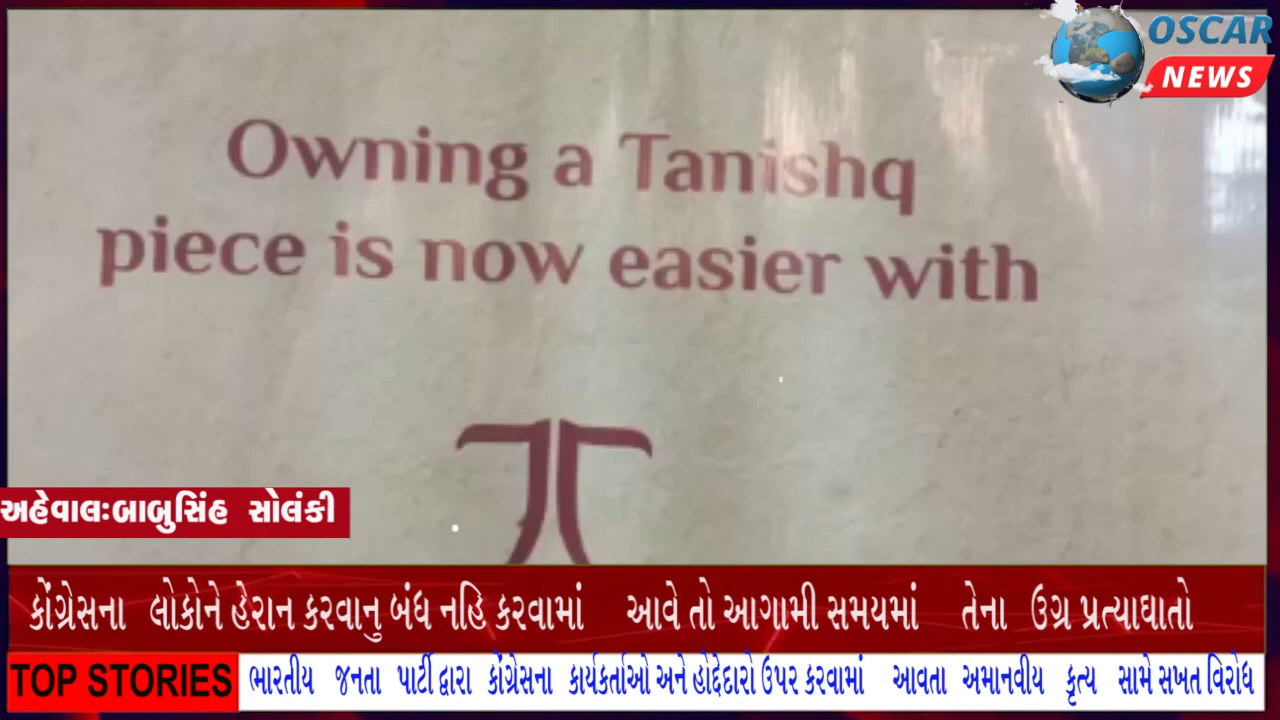 OSCAR
NEWS
Owning a Tanishq
piece is now easier with
અહેવાલઃબાબુસિંહ સોલંકી
કોંગ્રેસના લોકોને હેરાન કરવાનુ બંધ નહિ કરવામાં આવે તો આગામી સમયમાં તેના ઉગ્ર પ્રત્યાઘાતો
TOP STORIES ભારતીય જનતા પાર્ટી દ્વારા કોંગ્રેસના કાર્યકર્તાઓ અને હોદ્દેદારો ઉપર કરવામાં આવતા અમાનવીય કૃત્ય સામે સખત વિરોધ